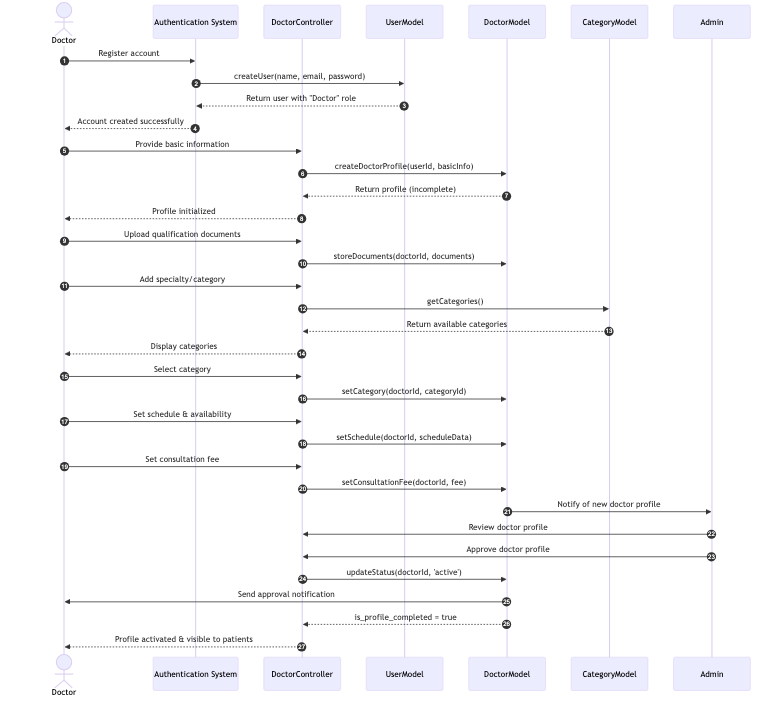 Authentication System
DoctorController
UserModel
DoctorModel
CategoryModel
Admin
Doctor
Register account
1
createUser(name, email, password)
2
Return user with "Doctor" role
3
Account created successfully
4
Provide basic information
5
createDoctorProfile(userId, basicInfo)
6
Return profile (incomplete)
7
Profile initialized
8
Upload qualification documents
9
storeDocuments(doctorId, documents)
10
Add specialty/category
11
getCategories()
12
Return available categories
13
Display categories
14
Select category
15
setCategory(doctorId, categoryId)
16
Set schedule & availability
17
setSchedule(doctorId, scheduleData)
18
Set consultation fee
19
setConsultationFee(doctorId, fee)
20
Notify of new doctor profile
21
Review doctor profile
22
Approve doctor profile
23
updateStatus(doctorId, 'active')
24
Send approval notification
25
is_profile_completed = true
26
Profile activated & visible to patients
27
Doctor
Authentication System
DoctorController
UserModel
DoctorModel
CategoryModel
Admin